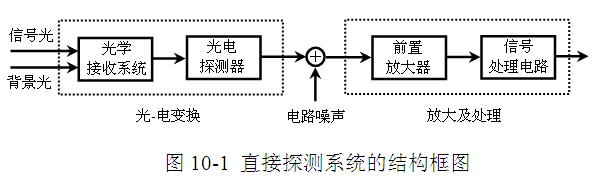 信号光
背景光
光学
接收系统
光电
探测器
前置
放大器
信号
处理电路
光-电变换
电路噪声
放大及处理
图 10-1 直接探测系统的结构框图